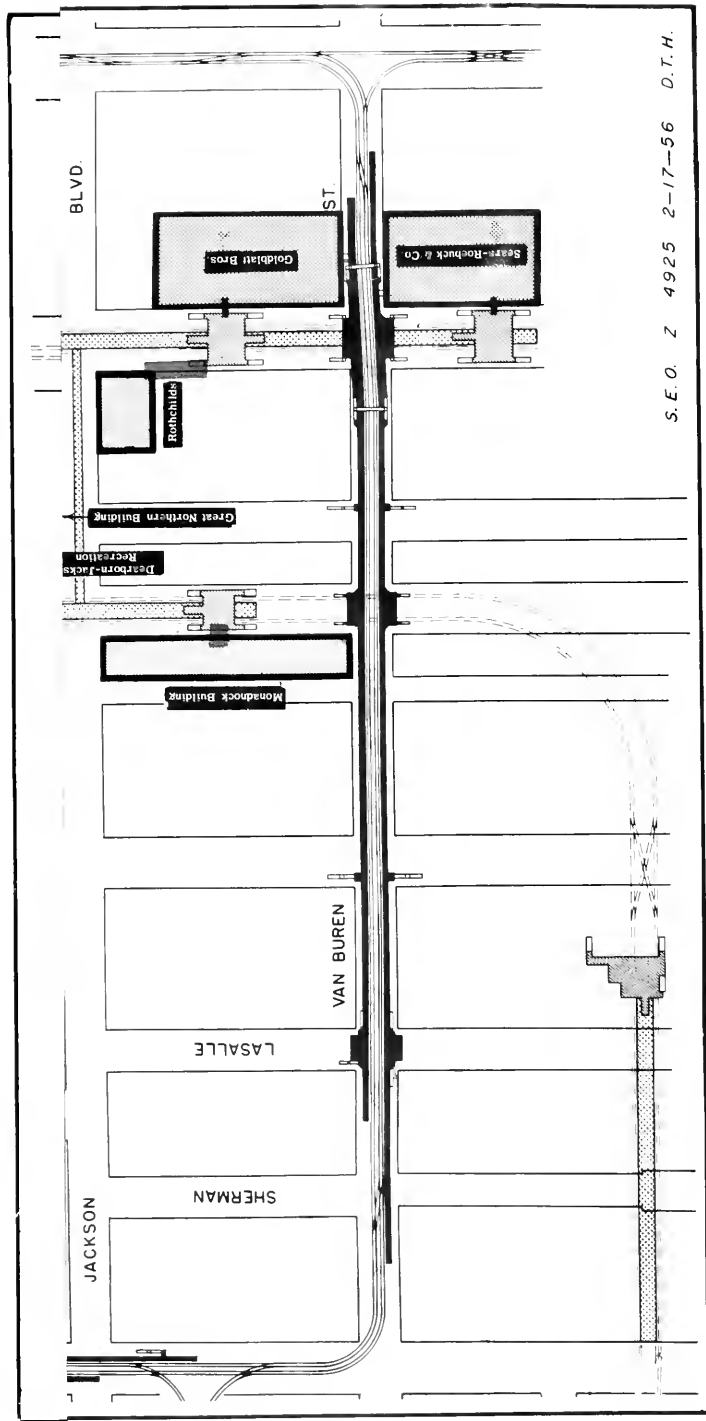 JACKSON
BLVD.
VAN BUREN
ST.
SHERMAN
LASALLE
Monadnock Building
Dearborn-Jacks
Recreation
Great Northern Building
Rothchilds
Goldblatt Bros.
Sears-Roebuck & Co.
S.E.O. Z 4925 2-17-56 D.T.H.